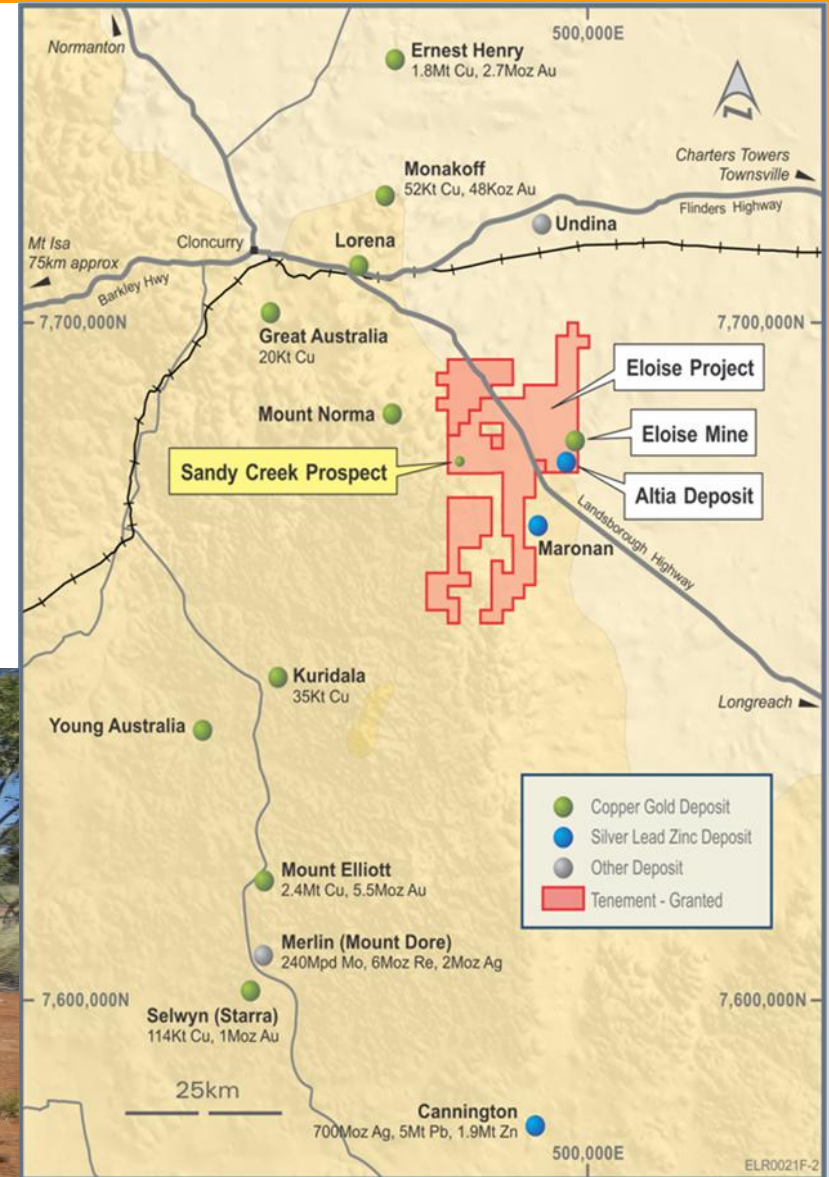 500,000E
Normanton
Ernest Henry
1.8Mt Cu, 2.7Moz Au
N
Charters Towers
Townsville
Monakoff
52Kt Cu, 48Koz Au
Flinders Highway
Undina
Cloncurry
Lorena
Mt Isa
75km approx
Barkley Hwy
7,700,000N
7,700,000N
Great Australia
20Kt Cu
Eloise Project
Mount Norma
Eloise Mine
Sandy Creek Prospect
Altia Deposit
Landsborough Highway
Maronan
Kuridala
35Kt Cu
Longreach
Young Australia
Copper Gold Deposit
Silver Lead Zinc Deposit
Other Deposit
Tenement - Granted
Mount Elliott
2.4Mt Cu, 5.5Moz Au
Merlin (Mount Dore)
240Mpd Mo, 6Moz Re, 2Moz Ag
7,600,000N
7,600,000N
Selwyn (Starra)
114Kt Cu, 1Moz Au
25km
Cannington
700Moz Ag, 5Mt Pb, 1.9Mt Zn
500,000E
ELR0021F-2